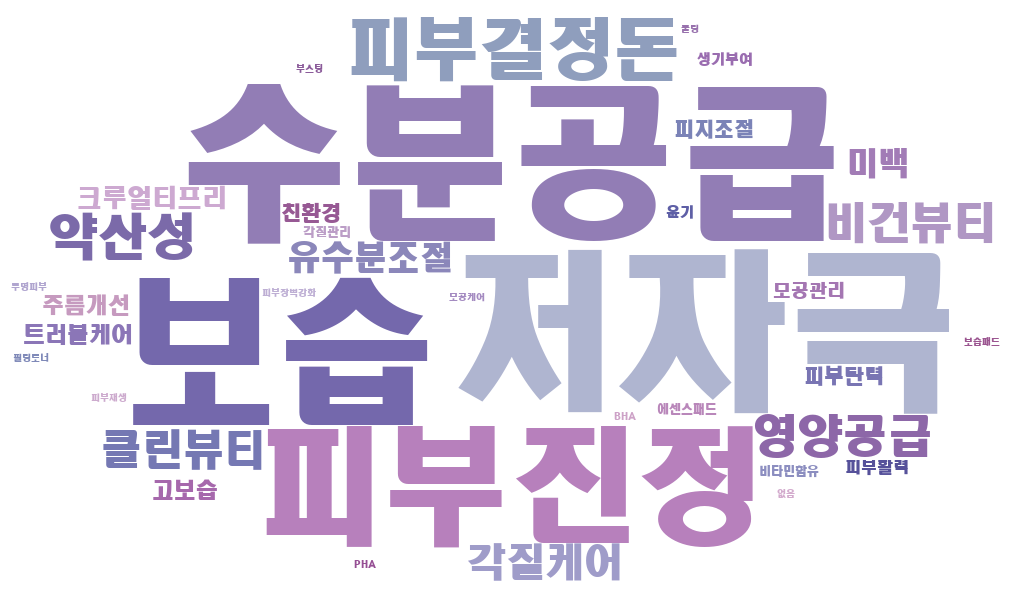 피부결정돈
쿨링
생기부여
부스팅
수분공급
피지조절
미백
크루얼티프리
친환경
윤기
비건뷰티
약산성
각질관리
유수분조절
저자극
모공관리
투명피부
주름개선
보습
피부장벽강화
모공케어
트러블케어
필링토너
보습패드
피부탄력
피부재생
BHA
에센스패드
영양공급
클린뷰티
피부진정
비타민함유
피부활력
고보습
없음
각질케어
PHA